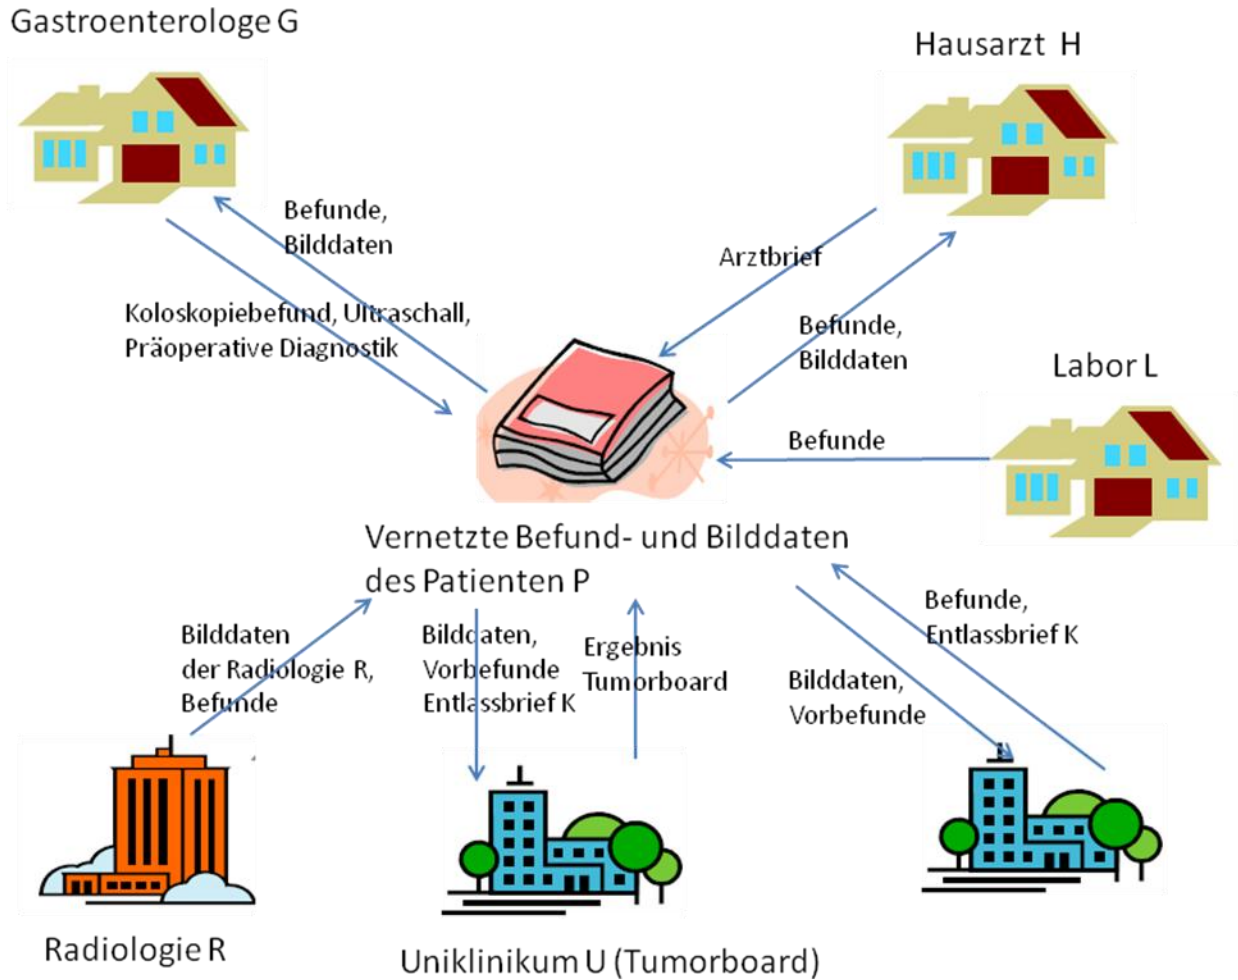 Gastroenterologe G
Hausarzt H
Befunde,
Bilddaten
Arztbrief
Koloskopiebefund, Ultraschall,
Präoperative Diagnostik
Befunde,
Bilddaten
Labor L
Befunde
Vernetzte Befund- und Bilddaten
des Patienten P
Bilddaten
der Radiologie R,
Befunde
Bilddaten,
Vorbefunde
Entlassbrief K
Ergebnis
Tumorboard
Befunde,
Entlassbrief K
Bilddaten,
Vorbefunde
Radiologie R
Uniklinikum U (Tumorboard)